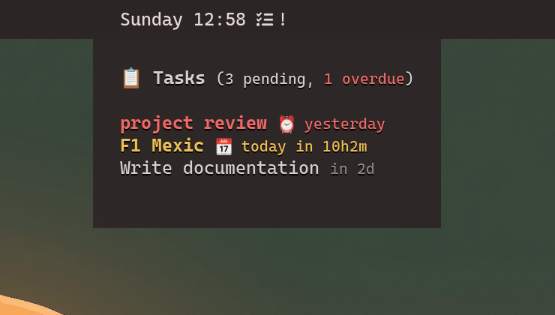 Sunday 12:58 !
📋 Tasks (3 pending, 1 overdue)
project review ⏰ yesterday
F1 Mexic 📅 today in 10h2m
Write documentation in 2d